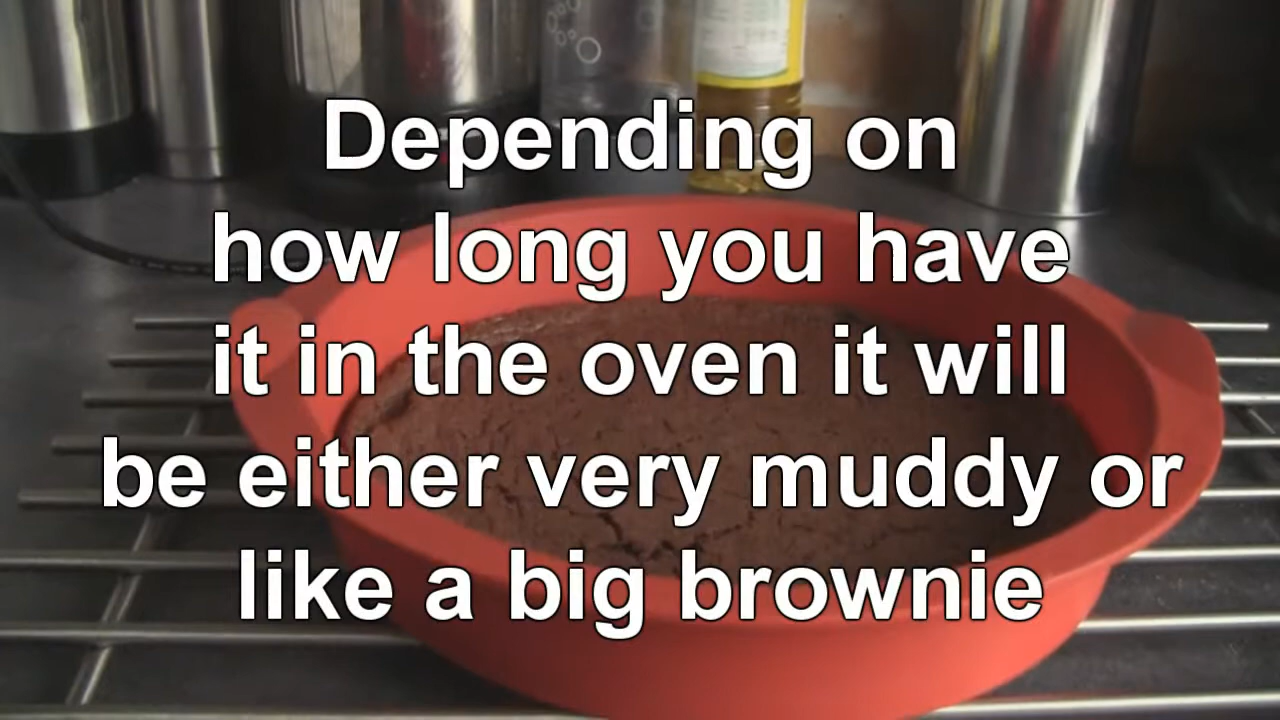 Depending on
how long you have
it in the oven it will
be either very muddy or
like a big brownie